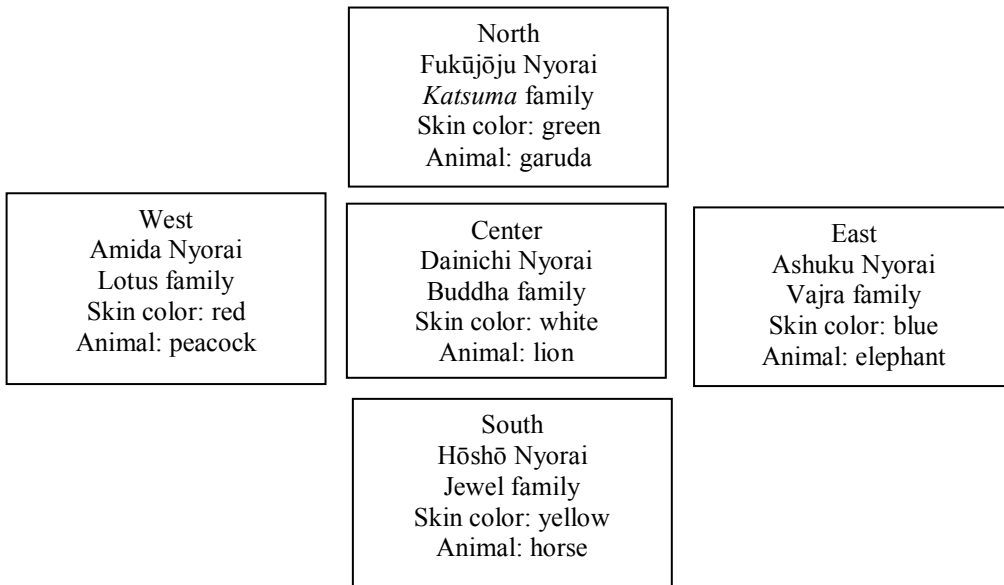 North
Fukūjōju Nyorai
Katsuma family
Skin color: green
Animal: garuda
West
Amida Nyorai
Lotus family
Skin color: red
Animal: peacock
Center
Dainichi Nyorai
Buddha family
Skin color: white
Animal: lion
East
Ashuku Nyorai
Vajra family
Skin color: blue
Animal: elephant
South
Hōshō Nyorai
Jewel family
Skin color: yellow
Animal: horse